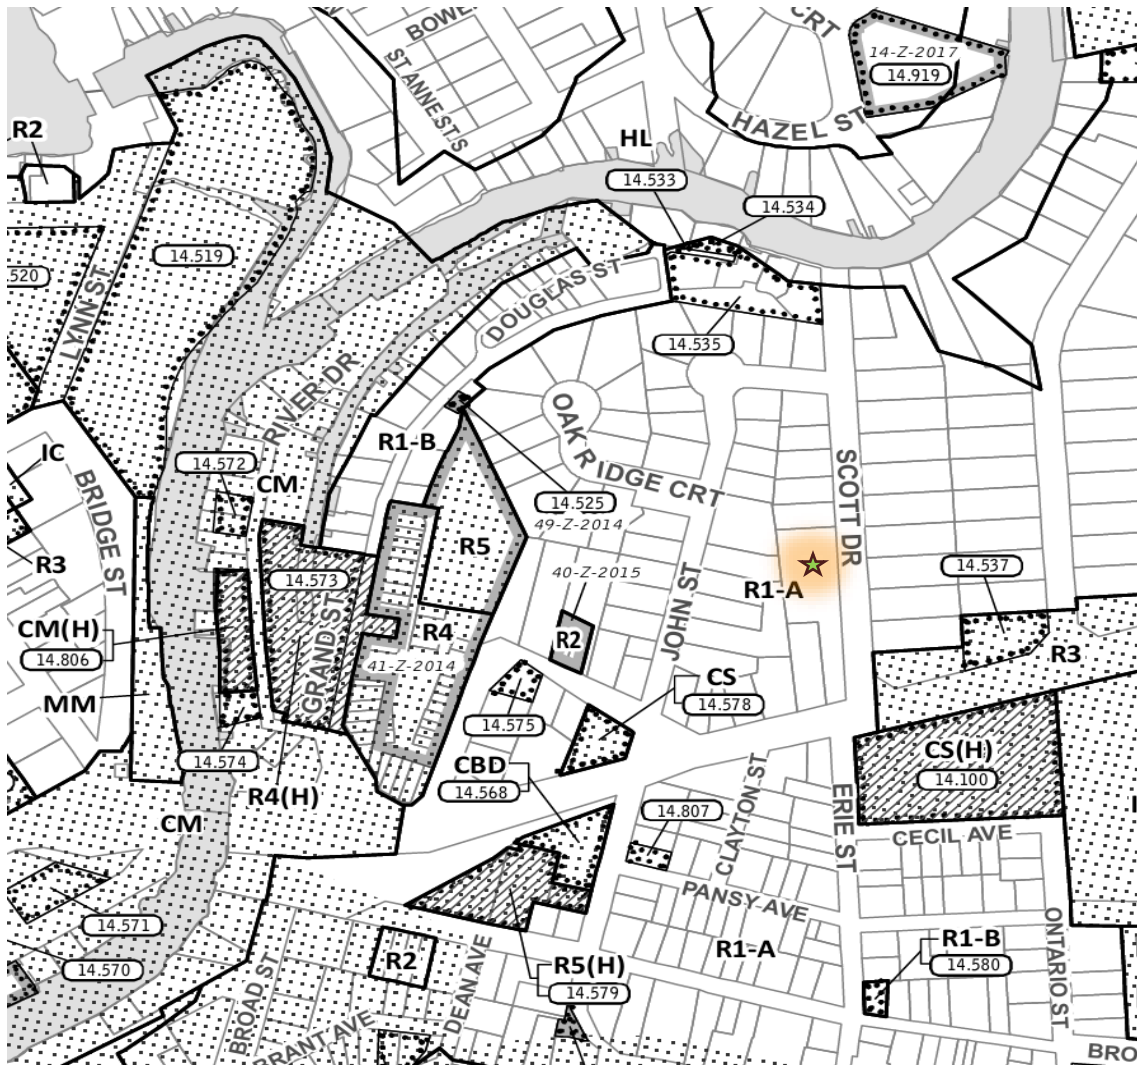 BOWE
CRT
ST ANNE STS
14-Z-2017
14.919
HAZEL ST
R2
HL
14.533
14.534
14.519
.520
LYNN ST
DOUGLAS ST
14.535
RIVER DR
OAK RIDGE CRT
R1-B
SCOTT DR
IC
14.572
CM
BRIDGE ST
14.525
49-Z-2014
R5
R3
14.573
40-Z-2015
14.537
R1-A
JOHN ST
CM(H)
14.806
GRAND ST
R4
R2
R3
41-Z-2014
CS
14.578
MM
14.575
14.574
CBD
14.568
CS(H)
14.100
R4(H)
CM
14.807
CLAYTON ST
ERIE ST
CECIL AVE
PANSY AVE
14.571
R1-A
R1-B
14.580
ONTARIO ST
14.570
R2
DEAN AVE
R5(H)
14.579
BROAD ST
BRANT AVE
BRO